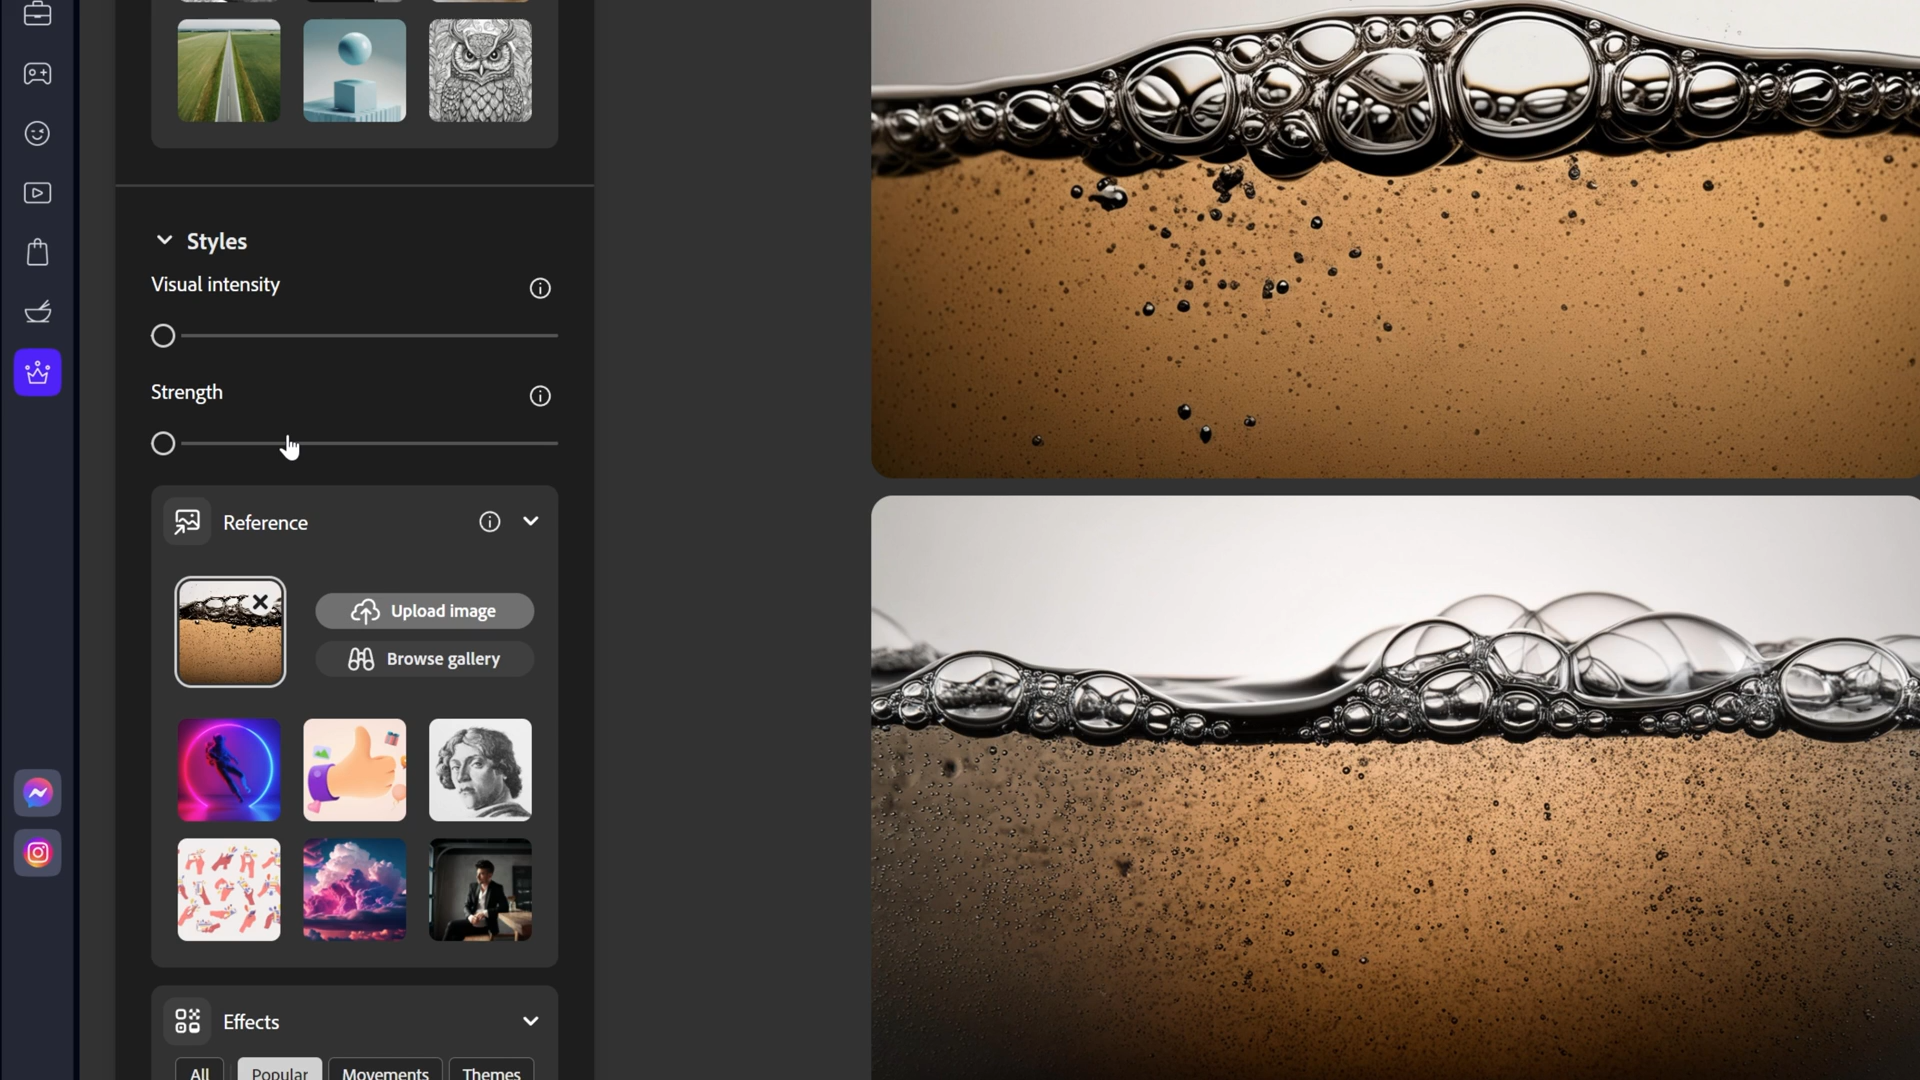 Styles
Visual intensity
Strength
Reference
Upload image
Browse gallery
Effects
All Popular Movements Themes